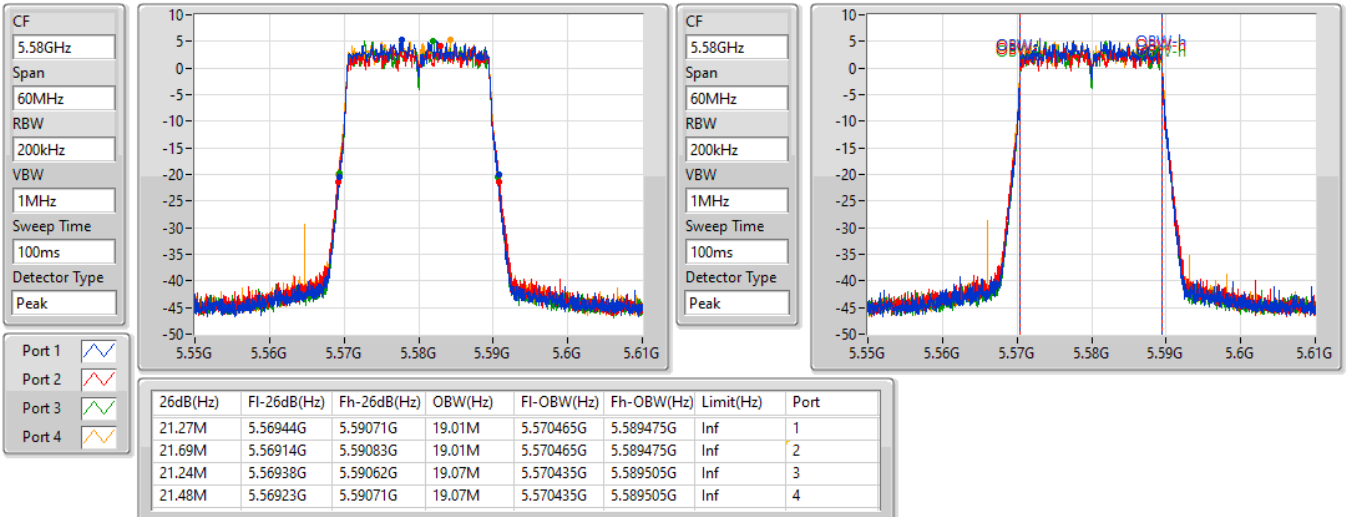 CF
5.58GHz
Span
60MHz
RBW
200kHz
VBW
1MHz
Sweep Time
100ms
Detector Type
Peak
10
5
0
-5
-10
-15
-20
-25
-30
-35
-40
-45
-50
5.55G 5.56G 5.57G 5.58G 5.59G 5.6G 5.61G
CF
5.58GHz
Span
60MHz
RBW
200kHz
VBW
1MHz
Sweep Time
100ms
Detector Type
Peak
OBW-h
10
5
0
-5
-10
-15
-20
-25
-30
-35
-40
-45
-50
5.55G 5.56G 5.57G 5.58G 5.59G 5.6G 5.61G
Port 1
Port 2
Port 3
Port 4
26dB(Hz) Fl-26dB(Hz) Fh-26dB(Hz) OBW(Hz) Fl-OBW(Hz) Fh-OBW(Hz) Limit(Hz) Port
21.27M 5.56944G 5.59071G 19.01M 5.570465G 5.589475G Inf 1
21.69M 5.56914G 5.59083G 19.01M 5.570465G 5.589475G Inf 2
21.24M 5.56938G 5.59062G 19.07M 5.570435G 5.589505G Inf 3
21.48M 5.56923G 5.59071G 19.07M 5.570435G 5.589505G Inf 4